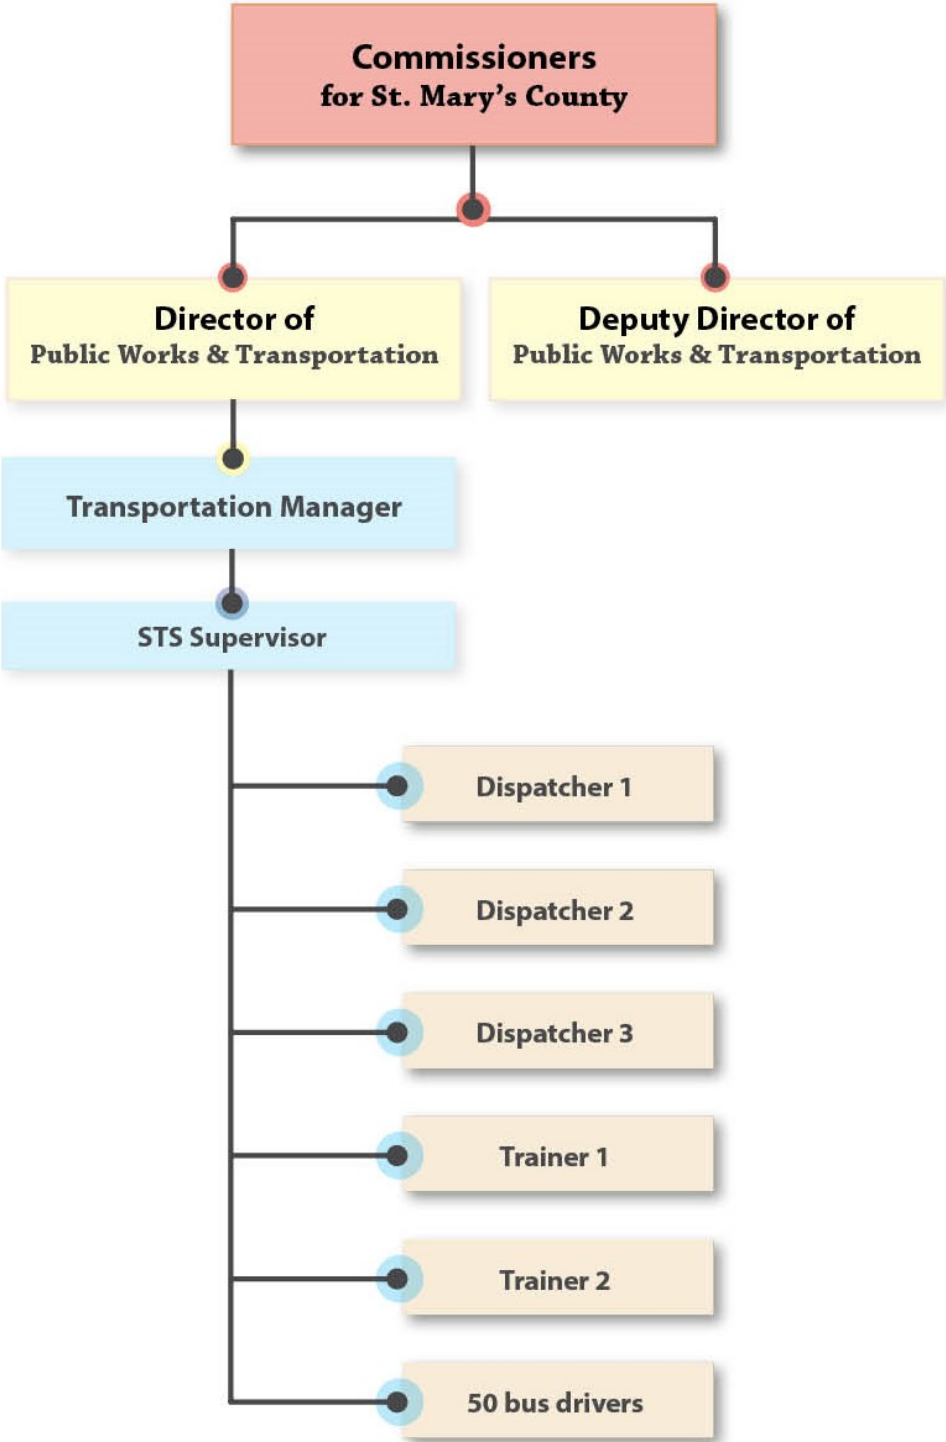 Commissioners
for St. Mary’s County
Director of
Public Works & Transportation
Deputy Director of
Public Works & Transportation
Transportation Manager
STS Supervisor
Dispatcher 1
Dispatcher 2
Dispatcher 3
Trainer 1
Trainer 2
50 bus drivers